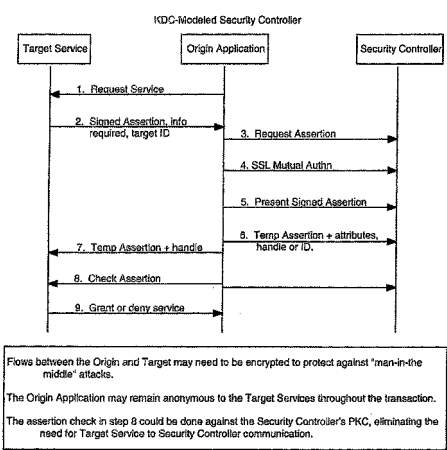 KDC-Modeled Security Controller
Target Service
Origin Application
Security Controller
1. Request Service
2. Signed Assertion, info
required, target ID
3. Request Assertion
4. SSL Mutual Authn
5. Present Signed Assertion
6. Temp Assertion + attributes,
handle or ID.
7. Temp Assertion + handle
8. Check Assertion
9. Grant or deny service
Flows between the Origin and Target may need to be encrypted to protect against "man-in-the
middle" attacks.
The Origin Application may remain anonymous to the Target Services throughout the transaction.
The assertion check in step 8 could be done against the Security Controller's PKC, eliminating the
need for Target Service to Security Controller communication.